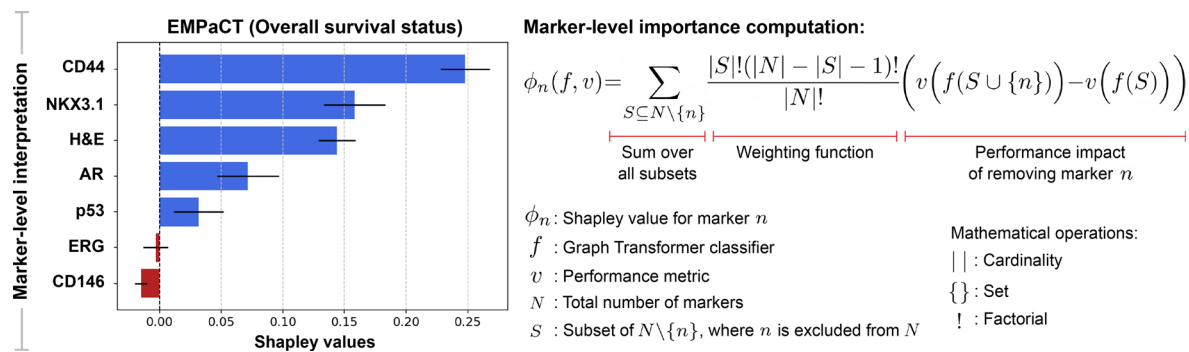 Marker-level interpretation
EMPaCT (Overall survival status)
CD44
NKX3.1
H&E
AR
p53
ERG
CD146
0.00 0.05 0.10 0.15 0.20 0.25
Shapley values
Marker-level importance computation:
ϕₙ(f, v)= ∑_{S⊆N\{n}} |S|!(|N| − |S| − 1)! / |N|! (v(f(S ∪ {n}))−v(f(S)))
Sum over
all subsets
Weighting function
Performance impact
of removing marker n
ϕₙ : Shapley value for marker n
f : Graph Transformer classifier
v : Performance metric
N : Total number of markers
S : Subset of N\{n}, where n is excluded from N
Mathematical operations:
| | : Cardinality
{} : Set
! : Factorial